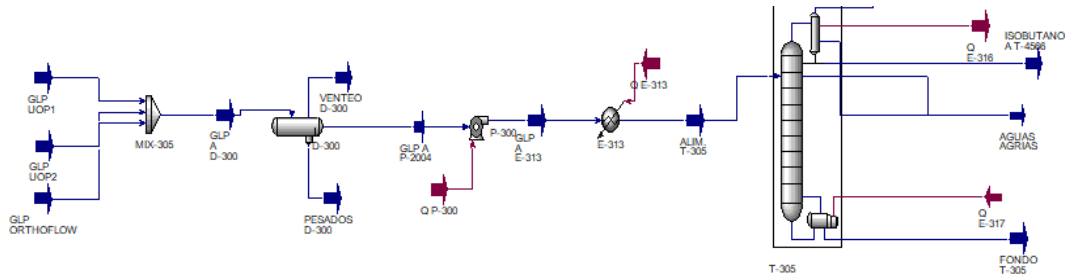 GLP
UOP1
GLP
UOP2
GLP
ORTHOFLOW
MIX-305
GLP
A
D-300
VENTEO
D-300
D-300
PESADOS
D-300
GLP A
P-2004
Q P-300
P-300
GLP
A
E-313
Q E-313
E-313
ALIM.
T-305
T-305
Q
E-316
ISOBUTANO
A T-4506
AGUAS
AGRIAS
Q
E-317
FONDO
T-305